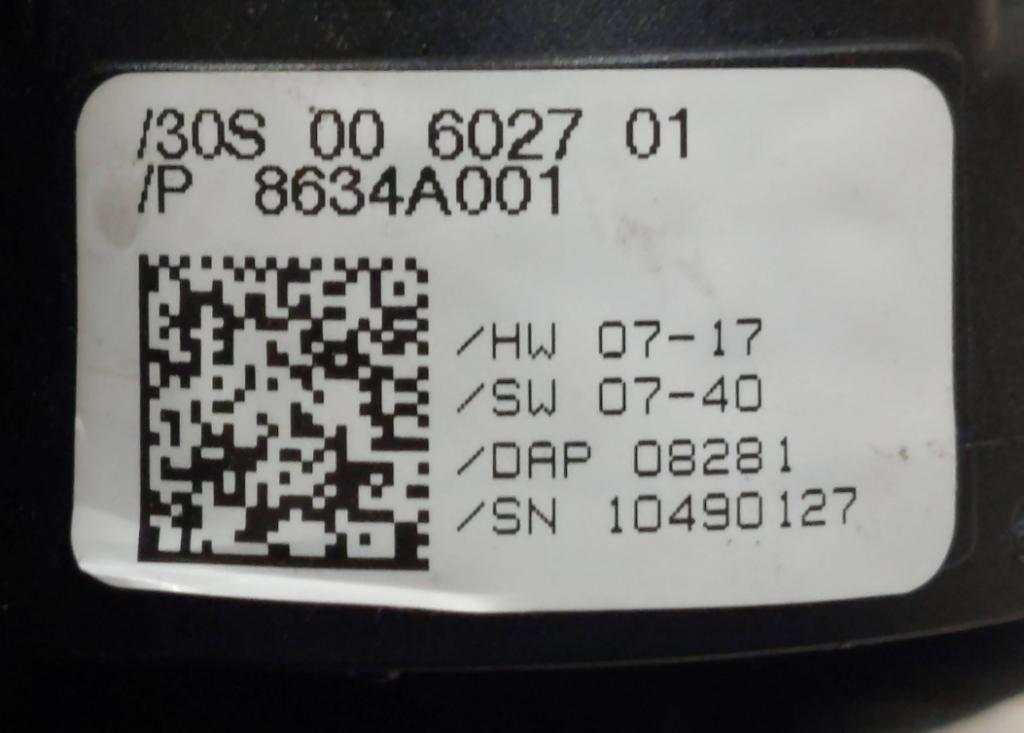 /30S 00 6027 01
/P 8634A001
/HW 07-17
/SW 07-40
/DAP 08281
/SN 10490127